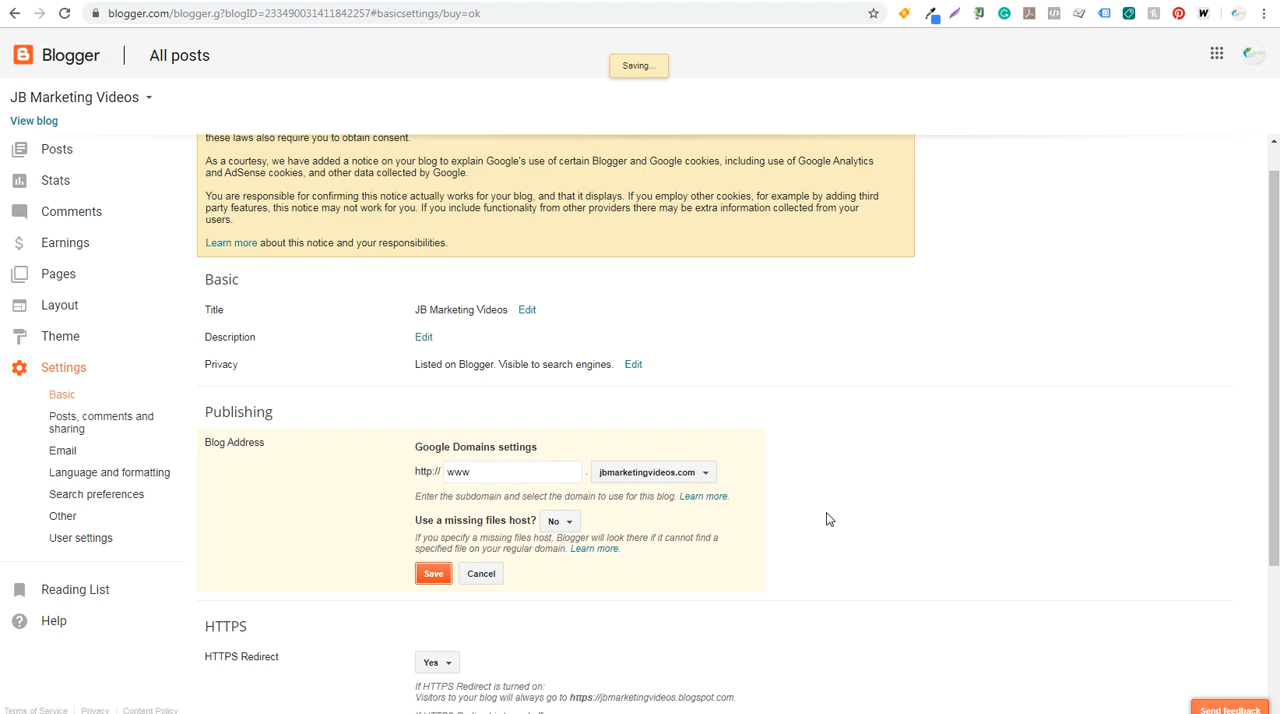 blogger.com/blogger.g?blogID=233490031411842257#basicsettings/buy=ok
Blogger
All posts
Saving...
JB Marketing Videos
View blog
Posts
Stats
Comments
Earnings
Pages
Layout
Theme
Settings
Basic
Posts, comments and
sharing
Email
Language and formatting
Search preferences
Other
User settings
Reading List
Help
these laws also require you to obtain consent.
As a courtesy, we have added a notice on your blog to explain Google's use of certain Blogger and Google cookies, including use of Google Analytics
and AdSense cookies, and other data collected by Google.
You are responsible for confirming this notice actually works for your blog, and that it displays. If you employ other cookies, for example by adding third
party features, this notice may not work for you. If you include functionality from other providers there may be extra information collected from your
users.
Learn more about this notice and your responsibilities.
Basic
Title JB Marketing Videos Edit
Description Edit
Privacy Listed on Blogger. Visible to search engines. Edit
Publishing
Blog Address Google Domains settings
http:// www . jbmarketingvideos.com
Enter the subdomain and select the domain to use for this blog. Learn more.
Use a missing files host? No
If you specify a missing files host, Blogger will look there if it cannot find a
specified file on your regular domain. Learn more.
Save Cancel
HTTPS
HTTPS Redirect Yes
If HTTPS Redirect is turned on:
Visitors to your blog will always go to https://jbmarketingvideos.blogspot.com.
Terms of Service | Privacy | Content Policy
Send feedback